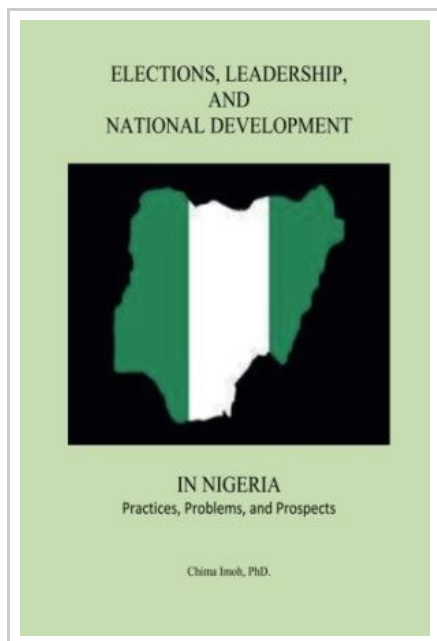 ELECTIONS, LEADERSHIP,
AND
NATIONAL DEVELOPMENT
IN NIGERIA
Practices, Problems, and Prospects
Chima Imoh, PhD.